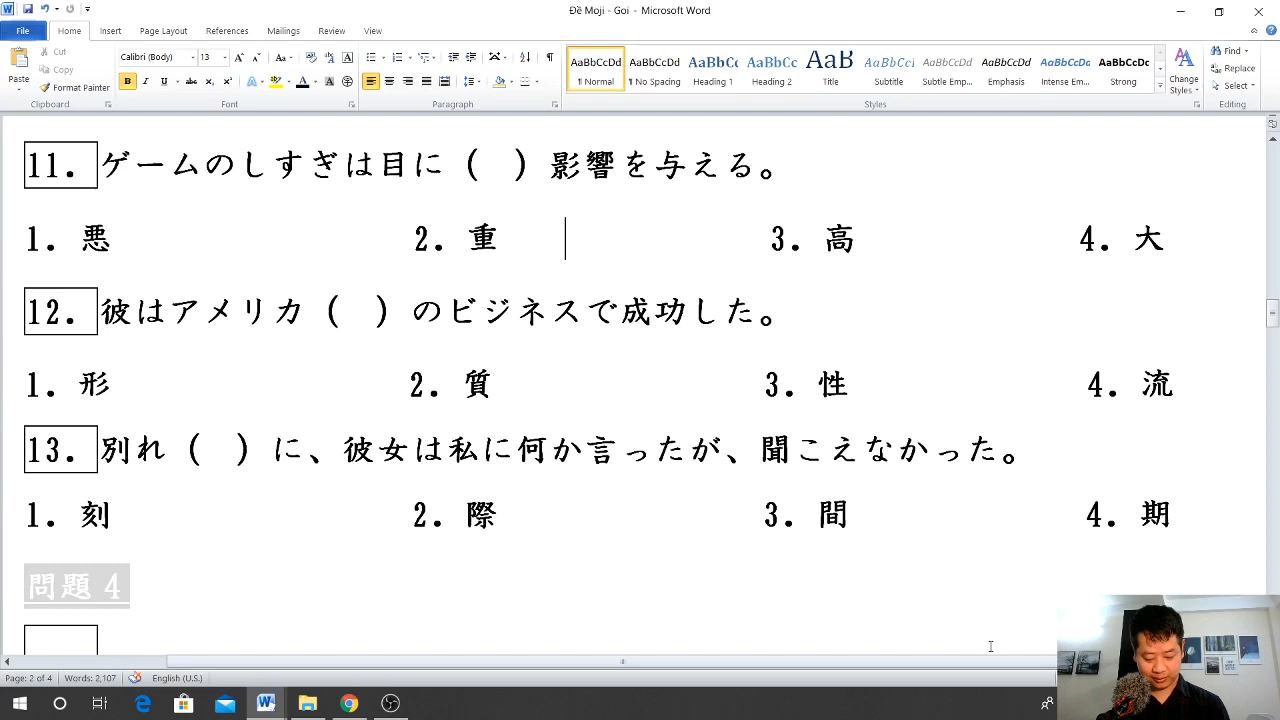 Đề Moji - Goi - Microsoft Word
File Home Insert Page Layout References Mailings Review View
Cut
Copy
Format Painter
Paste
Calibri (Body) 13
AaBbCcDd AaBbCcDd AaBbCc AaBbCc AaB AaBbCcI AaBbCcDd AaBbCcDd AaBbCcDd AaBbCcDc
¶ Normal ¶ No Spacing Heading 1 Heading 2 Title Subtitle Subtle Emp... Emphasis Intense Em... Strong
Change Styles
Find
Replace
Select
Clipboard Font Paragraph Styles Editing
11. ゲームのしすぎは目に( )影響を与える。
1. 悪 2. 重 3. 高 4. 大
12. 彼はアメリカ( )のビジネスで成功した。
1. 形 2. 質 3. 性 4. 流
13. 別れ( )に、彼女は私に何か言ったが、聞こえなかった。
1. 刻 2. 際 3. 間 4. 期
問題 4
Page: 2 of 4 Words: 2,107 English (U.S.)